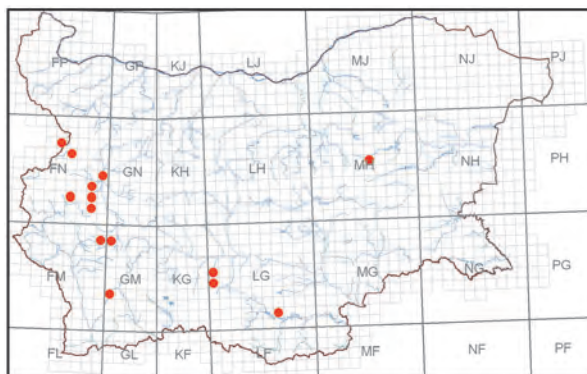 FP GP KJ LJ MJ NJ PJ
FN GN KH LH MH NH PH
FM GM KG LG MG NG PG
FL GL KF LF MF NF PF